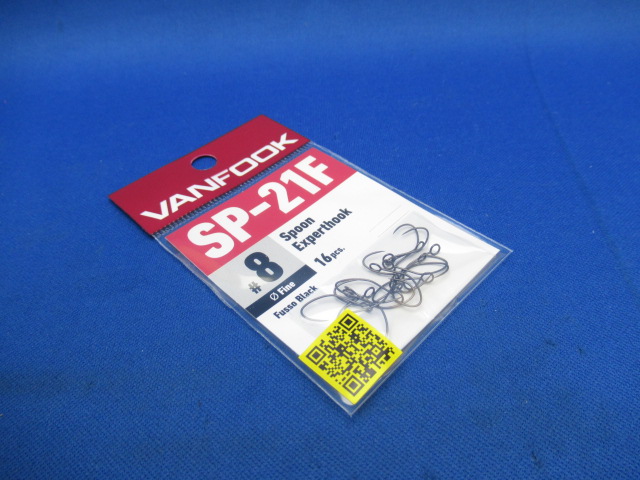 VANFOOK
SP-21F
#8
Ø Fine
Spoon
Experthook
16pcs.
Fusso Black